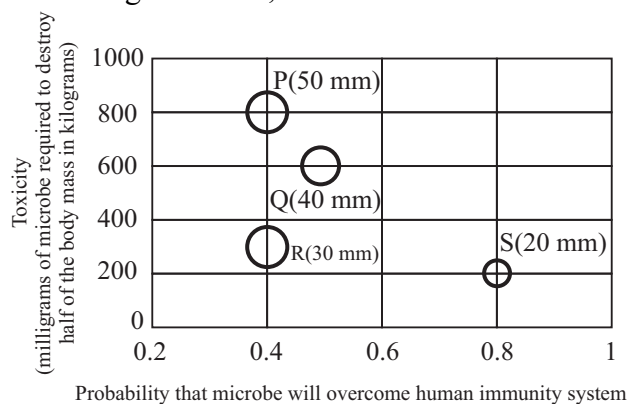 Toxicity
(milligrams of microbe required to destroy
half of the body mass in kilograms)
1000
800
600
400
200
0
P(50 mm)
Q(40 mm)
R(30 mm)
S(20 mm)
0.2 0.4 0.6 0.8 1
Probability that microbe will overcome human immunity system